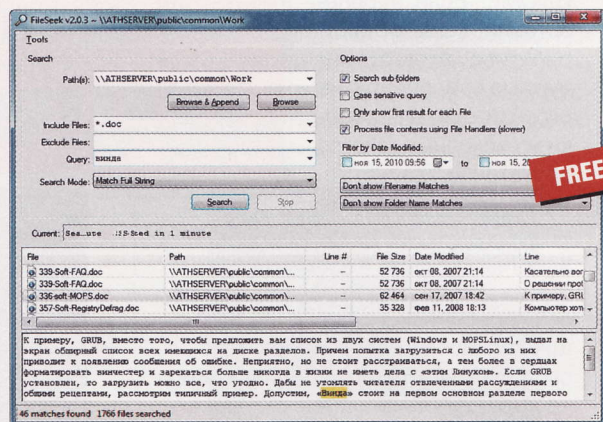 FileSeek v2.0.3 – \\ATHSERVER\public\common\Work
Tools
Search
Path(s): \\ATHSERVER\public\common\Work
Browse & Append Browse
Include Files: *.doc
Exclude Files:
Query: винда
Search Mode: Match Full String
Search Stop
Options
Search sub-folders
Case sensitive query
Only show first result for each File
Process file contents using File Handlers (slower)
Filter by Date Modified:
ноя 15, 2010 09:56 to ноя 15, 20
FREE
Don't show Filename Matches
Don't show Folder Name Matches
Current: in 1 minute
File Path Line # File Size Date Modified Line
339-Soft-FAQ.doc \\ATHSERVER\public\common\... – 52 736 окт 08, 2007 21:14 Касательно вог
339-Soft-FAQ.doc \\ATHSERVER\public\common\... – 52 736 окт 08, 2007 21:14 О решении прот
336-soft-MOPS.doc \\ATHSERVER\public\common\... – 62 464 сен 17, 2007 18:42 К примеру, GRU
357-Soft-RegistryDefrag.doc \\ATHSERVER\public\common\... – 35 328 фев 11, 2008 18:13 Компьютер хот
К примеру, GRUB, вместо того, чтобы предложить вам список из двух систем (Windows и MOPSLinux), выдал на
экран обширный список всех имеющихся на диске разделов. Причем попытка загрузиться с любого из них
приводит к появлению сообщения об ошибке. Неприятно, но не стоит расстраиваться, а тем более в сердцах
форматировать винчестер и зарекаться больше никогда в жизни не иметь дела с «этим Линухом». Если GRUB
установлен, то загрузить можно все, что угодно. Дабы не утомлять читателя отвлеченными рассуждениями и
общими рецептами, рассмотрим типичный пример. Допустим, «Винда» стоит на первом основном разделе первого
46 matches found 1766 files searched